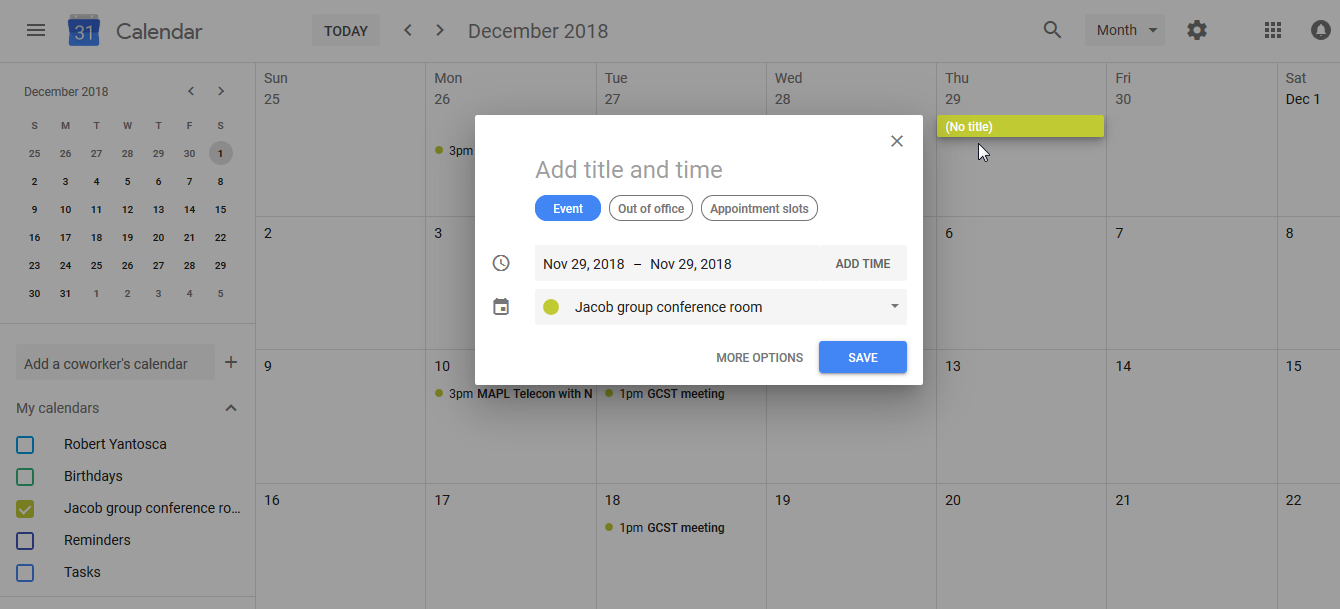 31 Calendar TODAY December 2018 Month
December 2018
S M T W T F S
25 26 27 28 29 30 1
2 3 4 5 6 7 8
9 10 11 12 13 14 15
16 17 18 19 20 21 22
23 24 25 26 27 28 29
30 31 1 2 3 4 5
Add a coworker's calendar
My calendars
Robert Yantosca
Birthdays
Jacob group conference ro...
Reminders
Tasks
Sun Mon Tue Wed Thu Fri Sat
25 26 27 28 29 30 Dec 1
(No title)
3pm
2 3 6 7 8
9 10 13 14 15
3pm MAPL Telecon with N 1pm GCST meeting
16 17 18 19 20 21 22
1pm GCST meeting
Add title and time
Event Out of office Appointment slots
Nov 29, 2018 – Nov 29, 2018 ADD TIME
Jacob group conference room
MORE OPTIONS SAVE